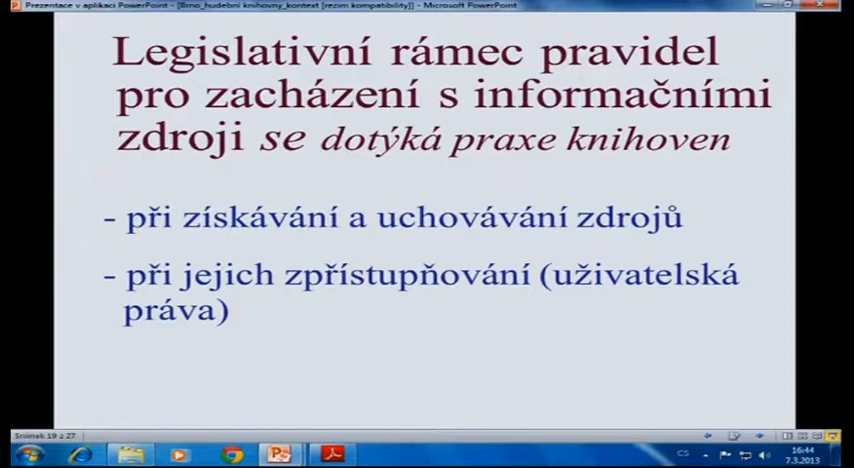 Prezentace v aplikaci PowerPoint - [Brno_hudební knihovny_kontext [režim kompatibility]] - Microsoft PowerPoint
Legislativní rámec pravidel
pro zacházení s informačními
zdroji se dotýká praxe knihoven
- při získávání a uchovávání zdrojů
- při jejich zpřístupňování (uživatelská
práva)
Snímek 19 z 27
CS
16:44
7.3.2013